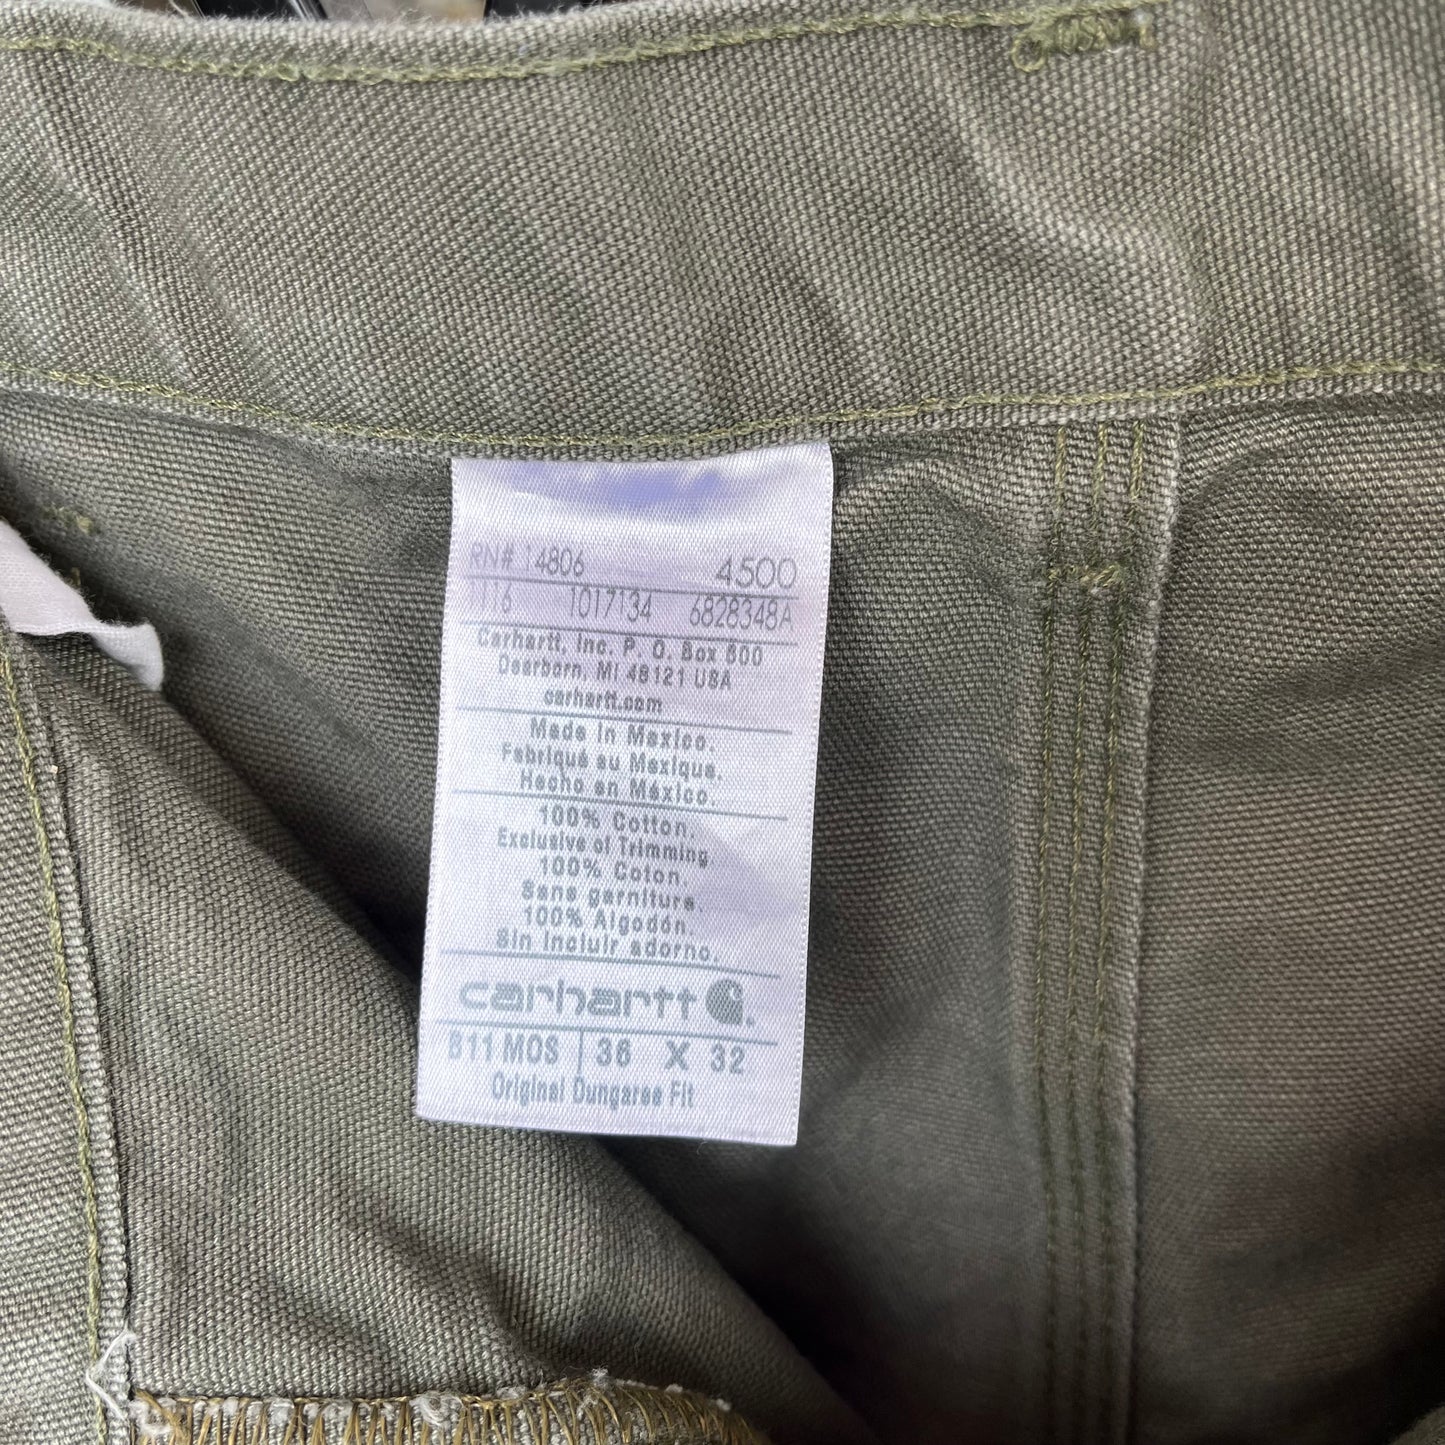 RN# 14806 4500
116 1017134 6828348A
Carhartt, Inc. P. O. Box 600
Dearborn, MI 48121 USA
carhartt.com
Made in Mexico.
Fabriqué au Mexique.
Hecho en México.
100% Cotton.
Exclusive of Trimming
100% Coton.
Sans garniture.
100% Algodón.
Sin incluir adorno.
carhartt
B11 MOS | 36 X 32
Original Dungaree Fit